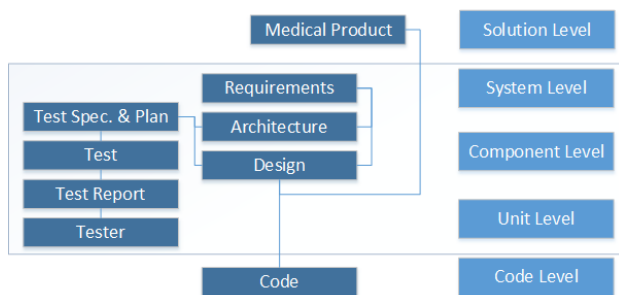 Medical Product
Solution Level
Requirements
System Level
Test Spec. & Plan
Architecture
Test
Design
Component Level
Test Report
Unit Level
Tester
Code
Code Level